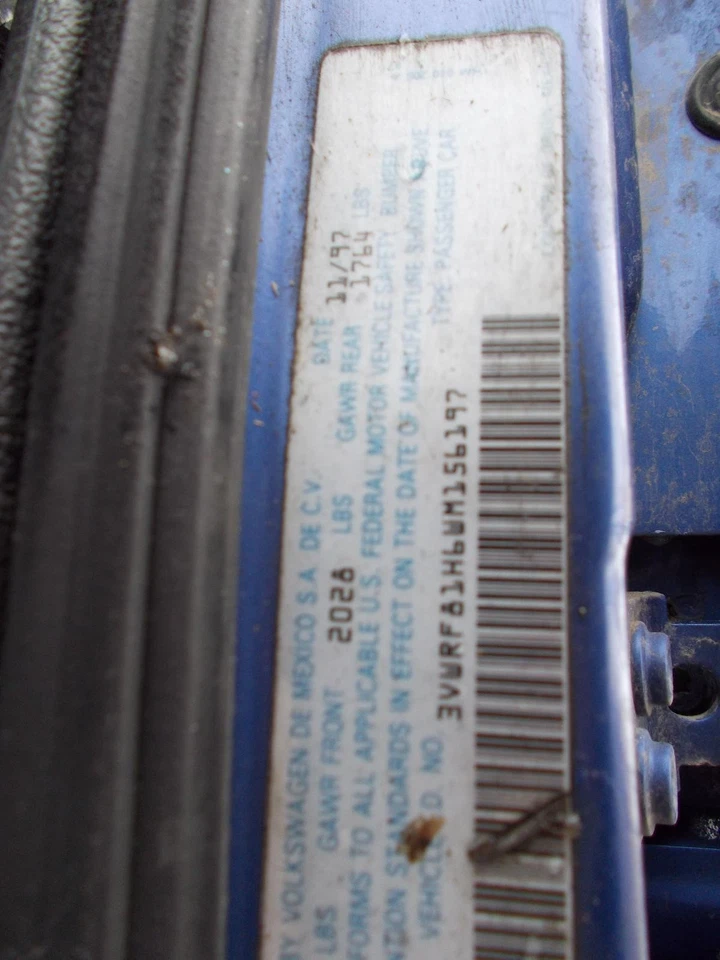 BY VOLKSWAGEN DE MEXICO S.A. DE C.V. DATE 11/97
LBS GAWR FRONT 2028 LBS GAWR REAR 1764 LBS
FORMS TO ALL APPLICABLE U.S. FEDERAL MOTOR VEHICLE SAFETY BUMPER
STANDARDS IN EFFECT ON THE DATE OF MANUFACTURE SHOWN ABOVE
VEHICLE I.D. NO. 3VWRF81H6WM156197 TYPE PASSENGER CAR